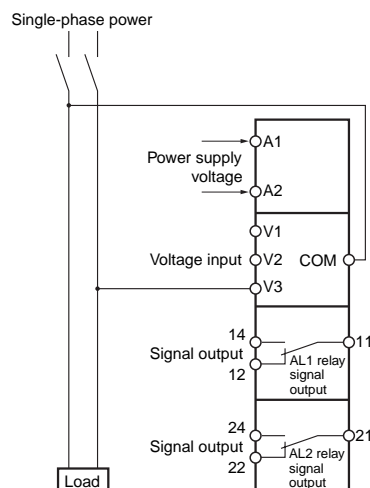 Single-phase power
A1
Power supply
voltage
A2
V1
Voltage input
V2
COM
V3
14
11
Signal output
AL1 relay
signal
output
12
24
21
Signal output
AL2 relay
signal
output
22
Load